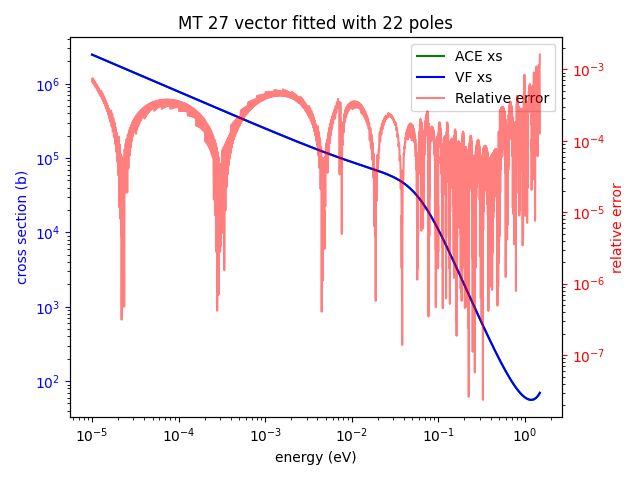 MT 27 vector fitted with 22 poles
ACE xs
VF xs
Relative error
cross section (b)
10^6
10^5
10^4
10^3
10^2
relative error
10^-3
10^-4
10^-5
10^-6
10^-7
10^-5 10^-4 10^-3 10^-2 10^-1 10^0
energy (eV)